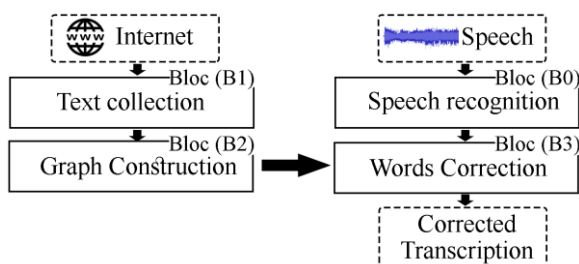 www Internet
Bloc (B1)
Text collection
Bloc (B2)
Graph Construction
Speech
Bloc (B0)
Speech recognition
Bloc (B3)
Words Correction
Corrected
Transcription